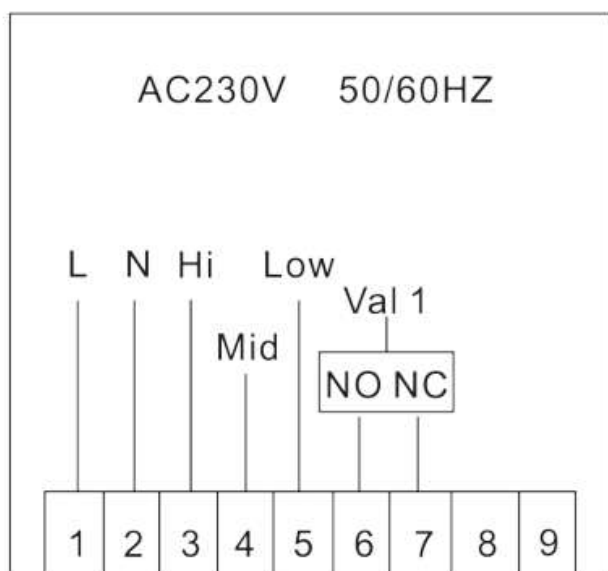 AC230V 50/60HZ
L N Hi Low
Val 1
Mid
NO NC
1 2 3 4 5 6 7 8 9